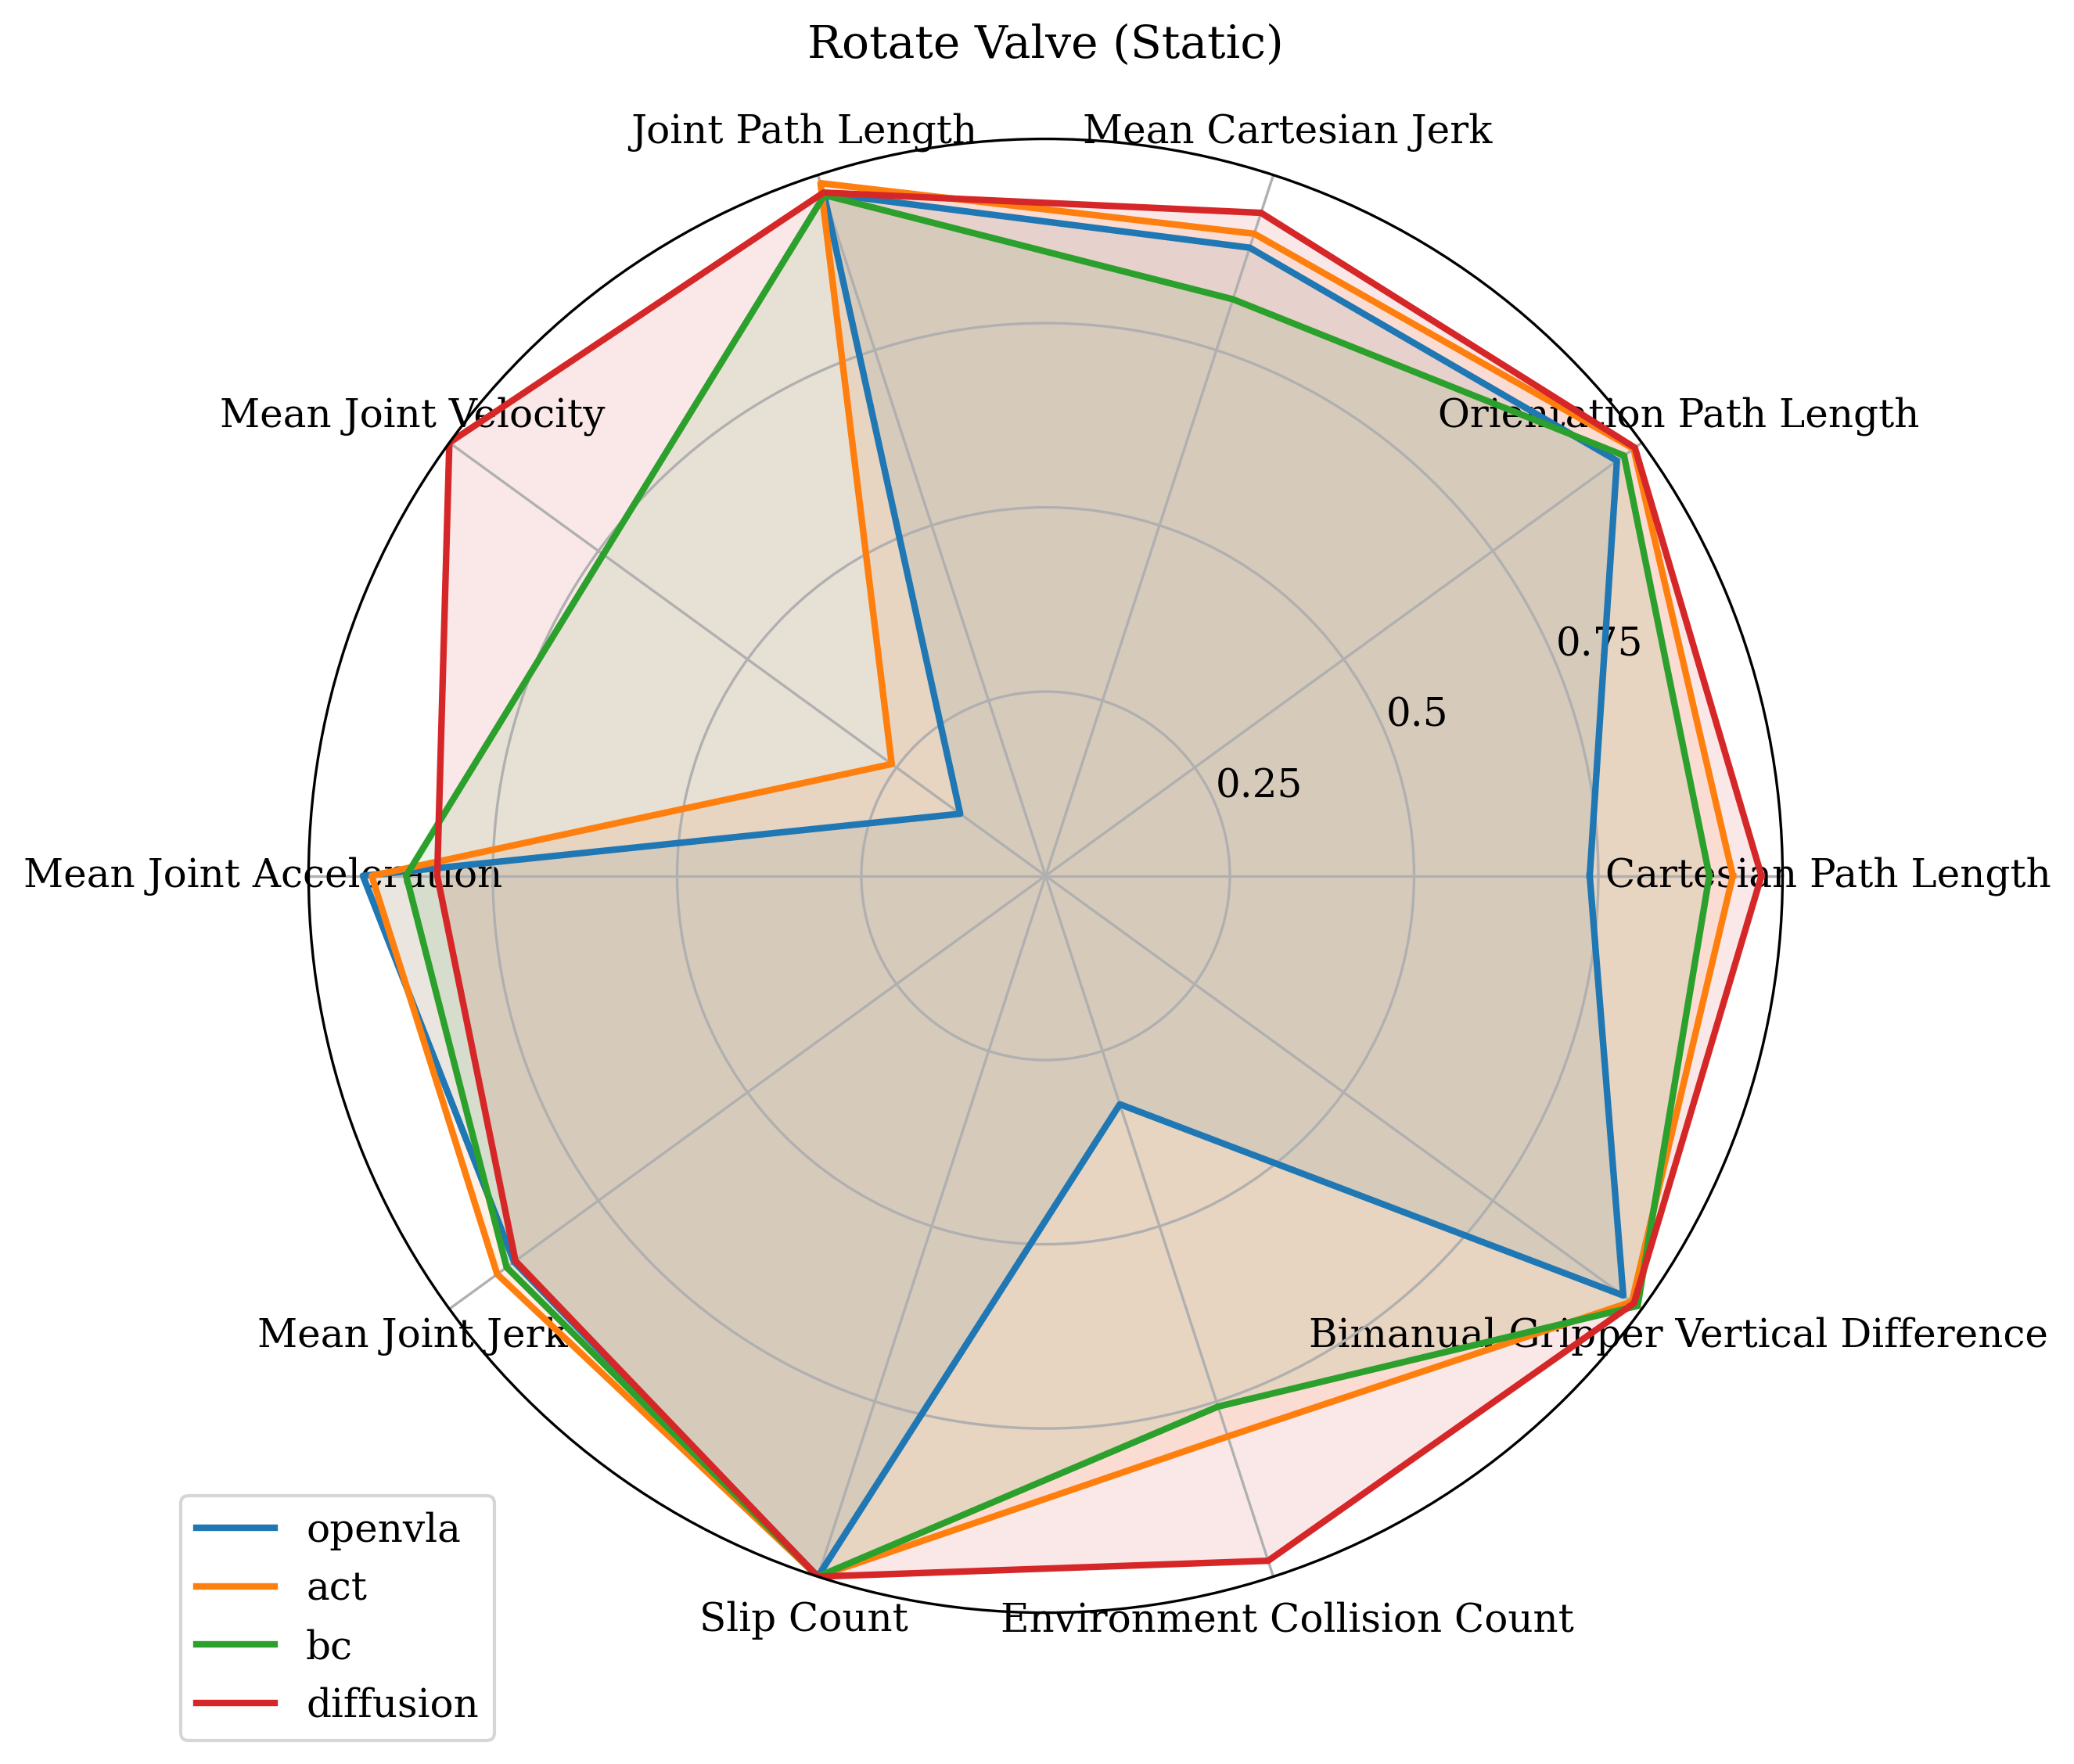 Rotate Valve (Static)
Joint Path Length
Mean Cartesian Jerk
Mean Joint Velocity
Orientation Path Length
0.75
0.5
0.25
Mean Joint Acceleration
Cartesian Path Length
Mean Joint Jerk
Bimanual Gripper Vertical Difference
Slip Count
Environment Collision Count
openvla
act
bc
diffusion